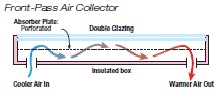 Front-Pass Air Collector
Absorber Plate:
Perforated
Double Glazing
Insulated box
Cooler Air In
Warmer Air Out